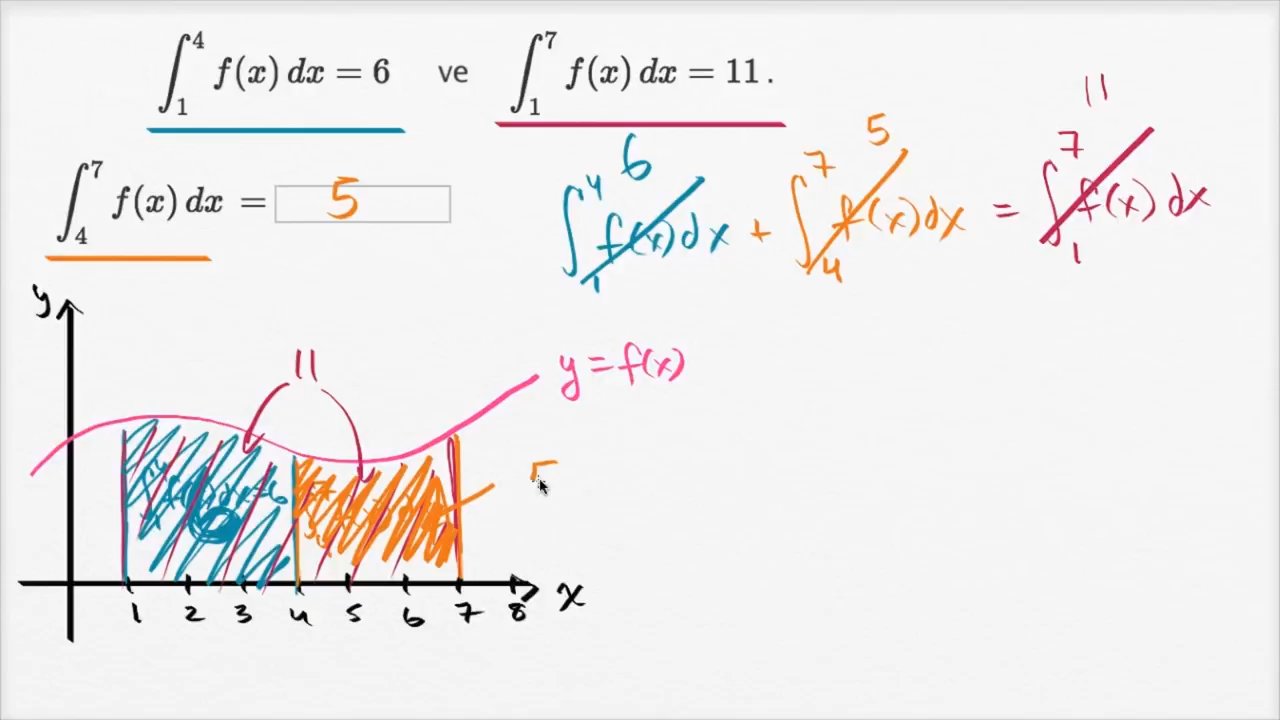 ∫₁⁴ f(x) dx = 6 ve ∫₁⁷ f(x) dx = 11.
∫₄⁷ f(x) dx = 5
6 5 11
∫₁⁴ f(x) dx + ∫₄⁷ f(x) dx = ∫₁⁷ f(x) dx
y
11
y = f(x)
5
1 2 3 4 5 6 7 8 x